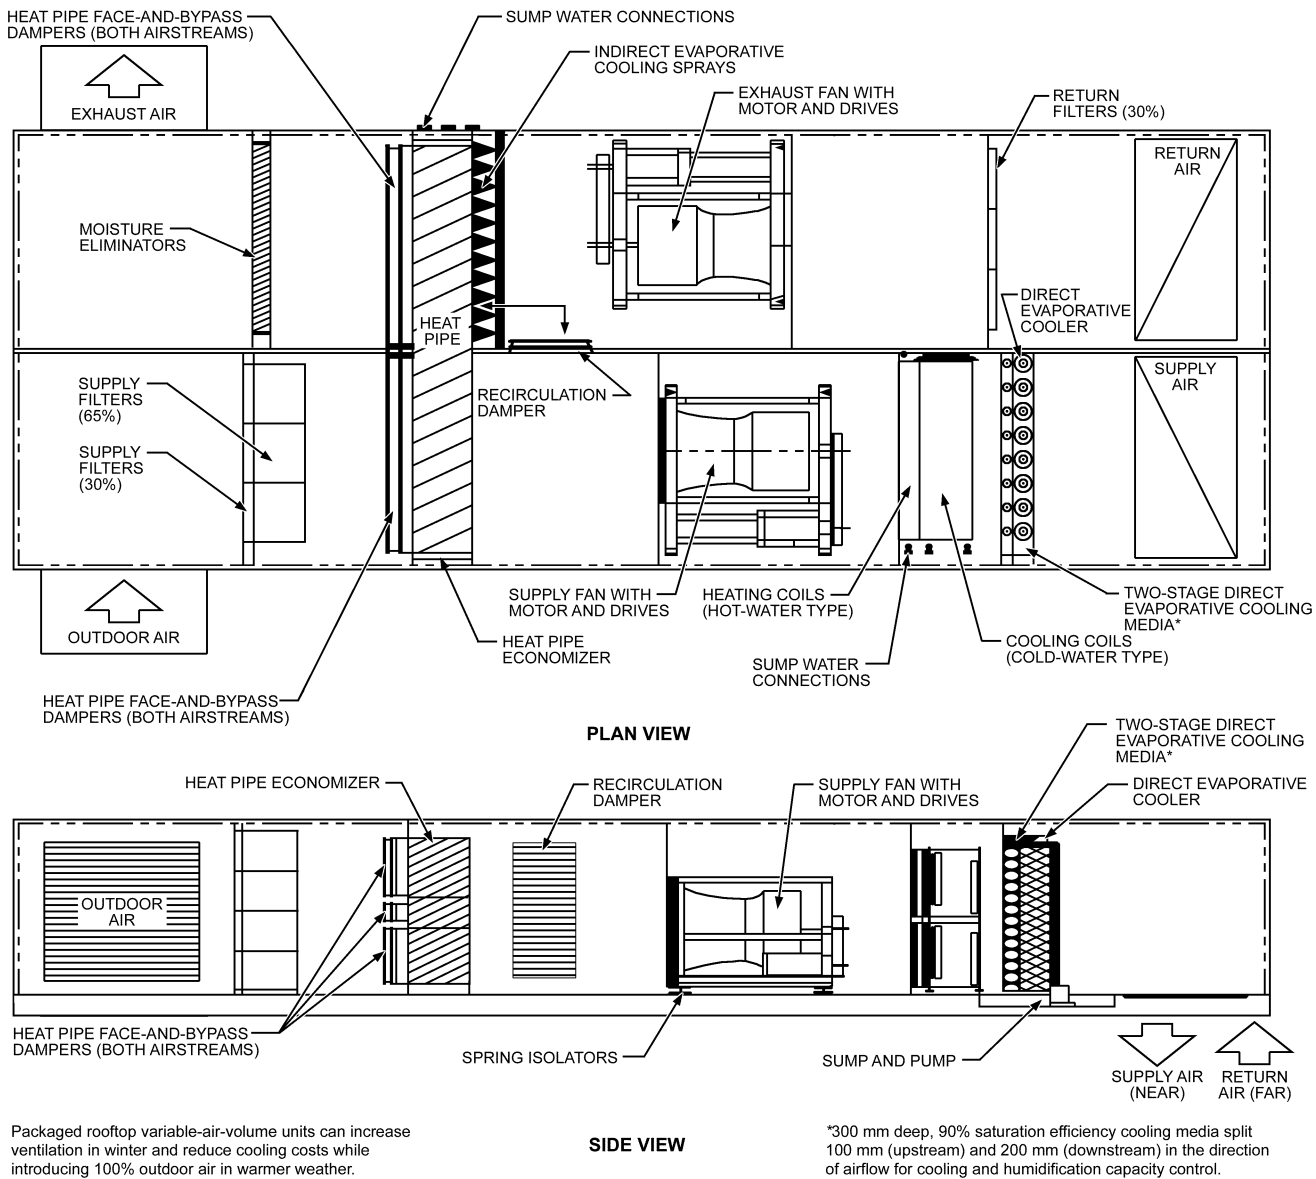 HEAT PIPE FACE-AND-BYPASS
DAMPERS (BOTH AIRSTREAMS)
SUMP WATER CONNECTIONS
INDIRECT EVAPORATIVE
COOLING SPRAYS
EXHAUST FAN WITH
MOTOR AND DRIVES
RETURN
FILTERS (30%)
EXHAUST AIR
RETURN
AIR
MOISTURE
ELIMINATORS
HEAT
PIPE
DIRECT
EVAPORATIVE
COOLER
SUPPLY
FILTERS
(65%)
SUPPLY
FILTERS
(30%)
RECIRCULATION
DAMPER
SUPPLY
AIR
OUTDOOR AIR
SUPPLY FAN WITH
MOTOR AND DRIVES
HEATING COILS
(HOT-WATER TYPE)
TWO-STAGE DIRECT
EVAPORATIVE COOLING
MEDIA*
HEAT PIPE
ECONOMIZER
COOLING COILS
(COLD-WATER TYPE)
SUMP WATER
CONNECTIONS
HEAT PIPE FACE-AND-BYPASS
DAMPERS (BOTH AIRSTREAMS)
PLAN VIEW
TWO-STAGE DIRECT
EVAPORATIVE COOLING
MEDIA*
HEAT PIPE ECONOMIZER
RECIRCULATION
DAMPER
SUPPLY FAN WITH
MOTOR AND DRIVES
DIRECT EVAPORATIVE
COOLER
OUTDOOR
AIR
HEAT PIPE FACE-AND-BYPASS
DAMPERS (BOTH AIRSTREAMS)
SPRING ISOLATORS
SUMP AND PUMP
SUPPLY AIR
(NEAR)
RETURN
AIR (FAR)
Packaged rooftop variable-air-volume units can increase
ventilation in winter and reduce cooling costs while
introducing 100% outdoor air in warmer weather.
SIDE VIEW
*300 mm deep, 90% saturation efficiency cooling media split
100 mm (upstream) and 200 mm (downstream) in the direction
of airflow for cooling and humidification capacity control.